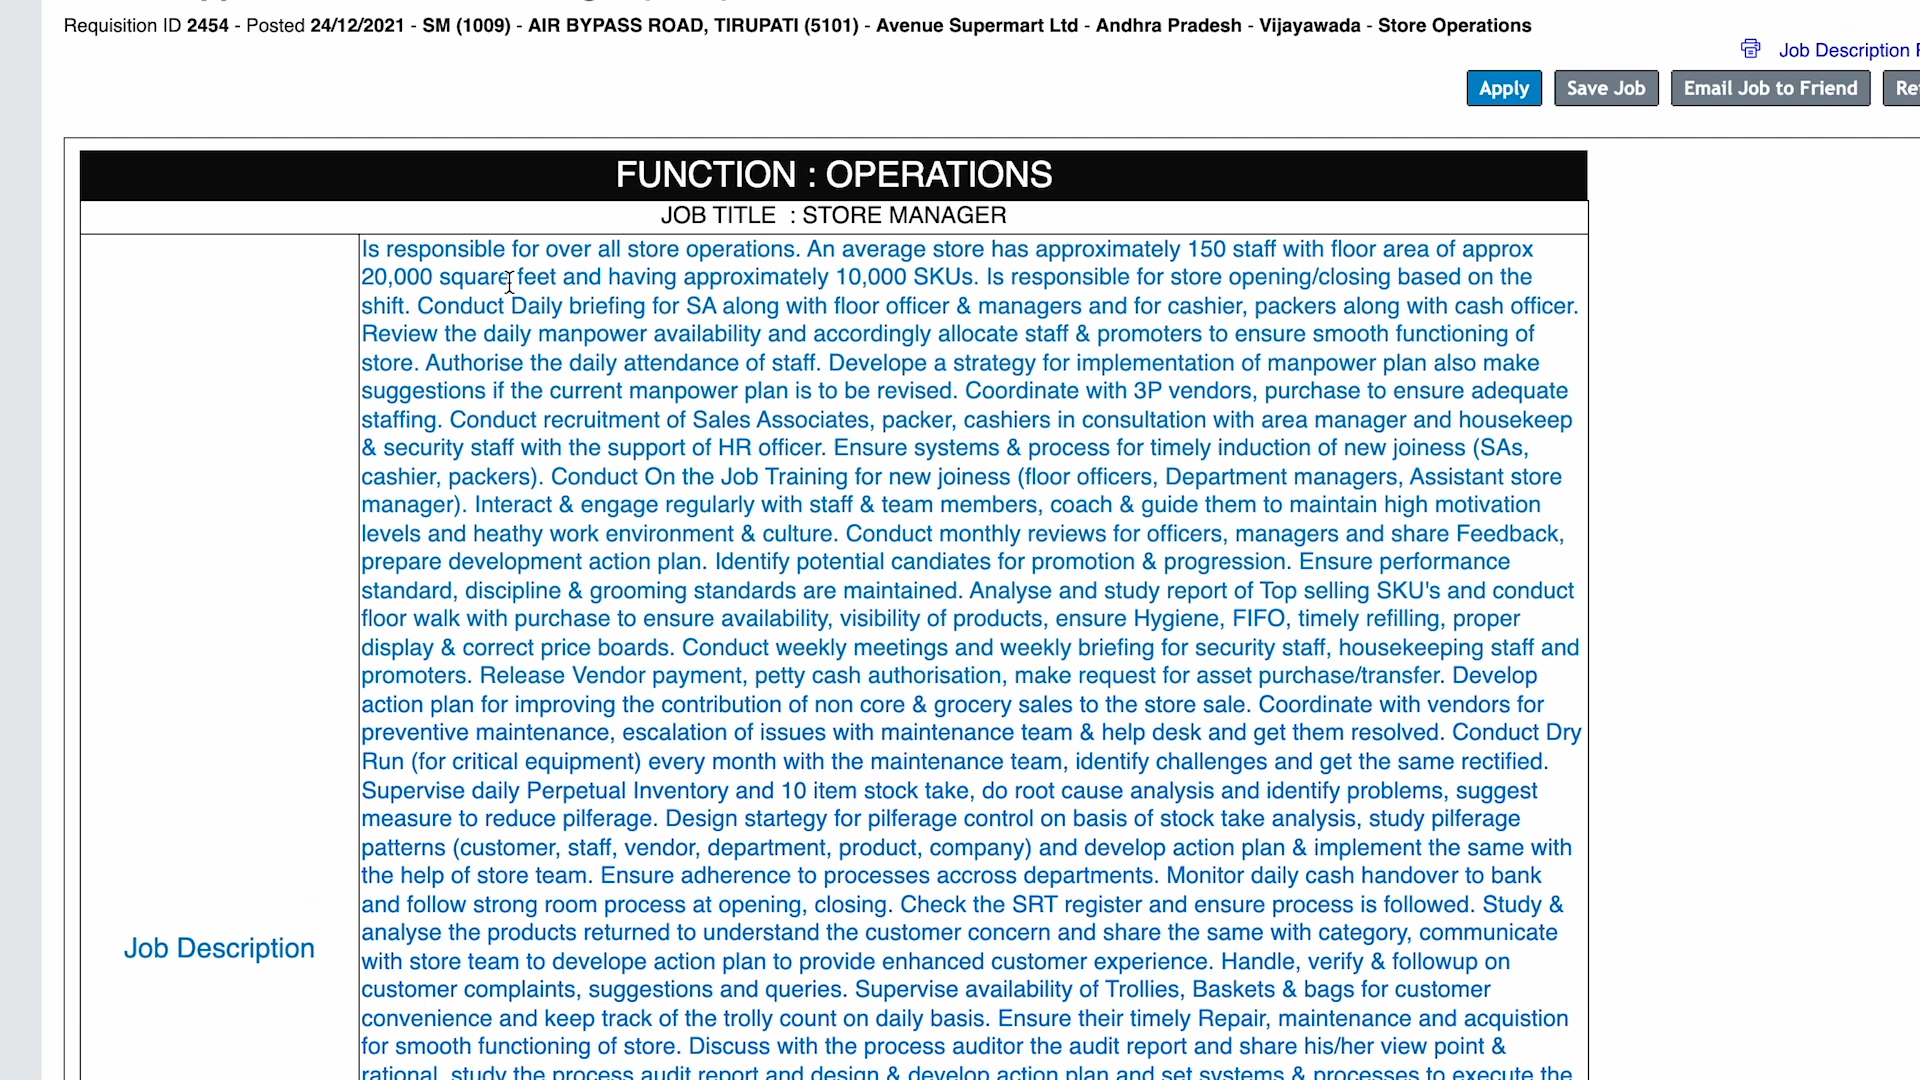 Requisition ID 2454 - Posted 24/12/2021 - SM (1009) - AIR BYPASS ROAD, TIRUPATI (5101) - Avenue Supermart Ltd - Andhra Pradesh - Vijayawada - Store Operations
Job Description
Apply Save Job Email Job to Friend
FUNCTION : OPERATIONS
JOB TITLE : STORE MANAGER
Is responsible for over all store operations. An average store has approximately 150 staff with floor area of approx
20,000 square feet and having approximately 10,000 SKUs. Is responsible for store opening/closing based on the
shift. Conduct Daily briefing for SA along with floor officer & managers and for cashier, packers along with cash officer.
Review the daily manpower availability and accordingly allocate staff & promoters to ensure smooth functioning of
store. Authorise the daily attendance of staff. Develope a strategy for implementation of manpower plan also make
suggestions if the current manpower plan is to be revised. Coordinate with 3P vendors, purchase to ensure adequate
staffing. Conduct recruitment of Sales Associates, packer, cashiers in consultation with area manager and housekeep
& security staff with the support of HR officer. Ensure systems & process for timely induction of new joiness (SAs,
cashier, packers). Conduct On the Job Training for new joiness (floor officers, Department managers, Assistant store
manager). Interact & engage regularly with staff & team members, coach & guide them to maintain high motivation
levels and heathy work environment & culture. Conduct monthly reviews for officers, managers and share Feedback,
prepare development action plan. Identify potential candiates for promotion & progression. Ensure performance
standard, discipline & grooming standards are maintained. Analyse and study report of Top selling SKU's and conduct
floor walk with purchase to ensure availability, visibility of products, ensure Hygiene, FIFO, timely refilling, proper
display & correct price boards. Conduct weekly meetings and weekly briefing for security staff, housekeeping staff and
promoters. Release Vendor payment, petty cash authorisation, make request for asset purchase/transfer. Develop
action plan for improving the contribution of non core & grocery sales to the store sale. Coordinate with vendors for
preventive maintenance, escalation of issues with maintenance team & help desk and get them resolved. Conduct Dry
Run (for critical equipment) every month with the maintenance team, identify challenges and get the same rectified.
Supervise daily Perpetual Inventory and 10 item stock take, do root cause analysis and identify problems, suggest
measure to reduce pilferage. Design startegy for pilferage control on basis of stock take analysis, study pilferage
patterns (customer, staff, vendor, department, product, company) and develop action plan & implement the same with
the help of store team. Ensure adherence to processes accross departments. Monitor daily cash handover to bank
and follow strong room process at opening, closing. Check the SRT register and ensure process is followed. Study &
analyse the products returned to understand the customer concern and share the same with category, communicate
Job Description
with store team to develope action plan to provide enhanced customer experience. Handle, verify & followup on
customer complaints, suggestions and queries. Supervise availability of Trollies, Baskets & bags for customer
convenience and keep track of the trolly count on daily basis. Ensure their timely Repair, maintenance and acquistion
for smooth functioning of store. Discuss with the process auditor the audit report and share his/her view point &
rational, study the process audit report and design & develop action plan and set systems & processes to execute the